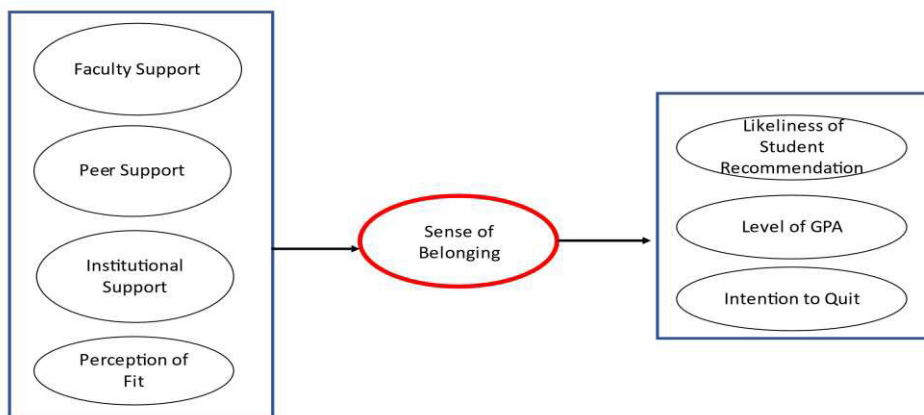 Faculty Support
Peer Support
Institutional
Support
Perception of
Fit
Sense of
Belonging
Likeliness of
Student
Recommendation
Level of GPA
Intention to Quit